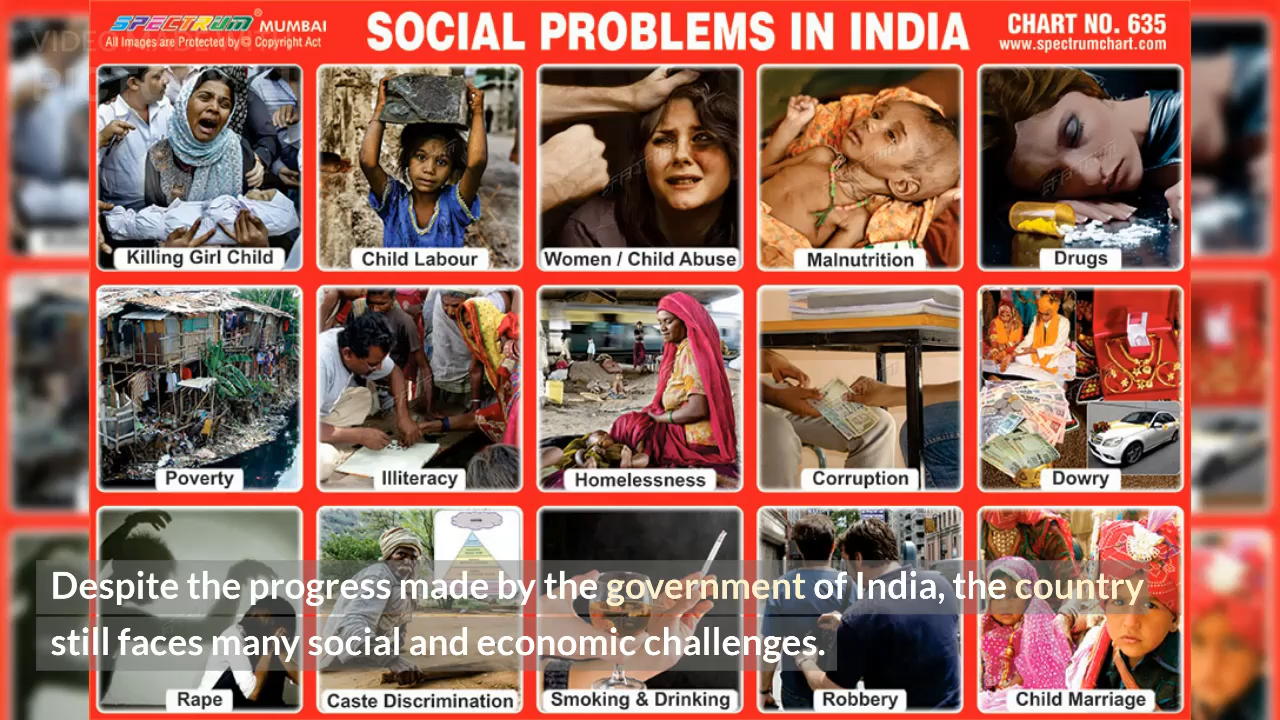 SPECTRUM® MUMBAI
All Images are Protected by © Copyright Act
SOCIAL PROBLEMS IN INDIA
CHART NO. 635
www.spectrumchart.com
Killing Girl Child
Child Labour
Women / Child Abuse
Malnutrition
Drugs
Poverty
Illiteracy
Homelessness
Corruption
Dowry
Despite the progress made by the government of India, the country
still faces many social and economic challenges.
Rape
Caste Discrimination
Smoking & Drinking
Robbery
Child Marriage